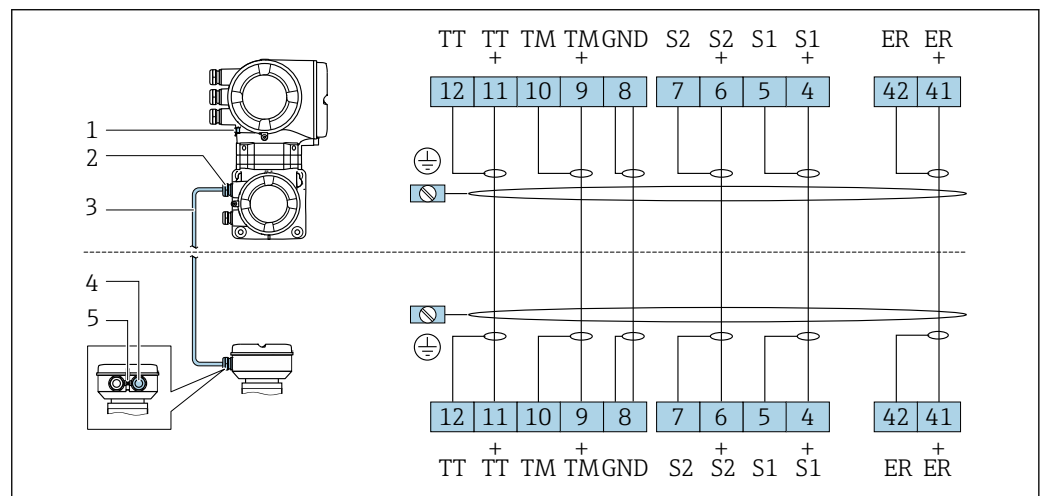 TT TT TM TM GND S2 S2 S1 S1 ER ER
+ + + + +
12 11 10 9 8 7 6 5 4 42 41
1
2
3
4
5
12 11 10 9 8 7 6 5 4 42 41
+ + + + +
TT TT TM TM GND S2 S2 S1 S1 ER ER